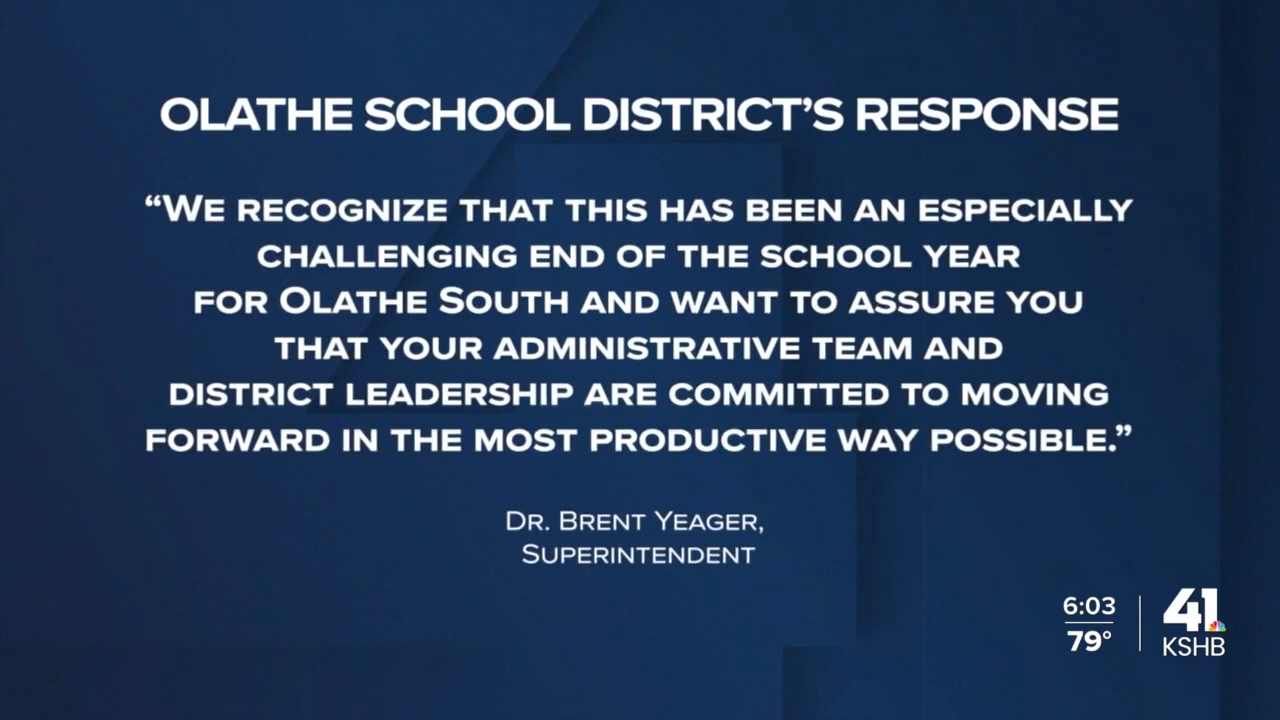 OLATHE SCHOOL DISTRICT’S RESPONSE
“WE RECOGNIZE THAT THIS HAS BEEN AN ESPECIALLY
CHALLENGING END OF THE SCHOOL YEAR
FOR OLATHE SOUTH AND WANT TO ASSURE YOU
THAT YOUR ADMINISTRATIVE TEAM AND
DISTRICT LEADERSHIP ARE COMMITTED TO MOVING
FORWARD IN THE MOST PRODUCTIVE WAY POSSIBLE.”
DR. BRENT YEAGER,
SUPERINTENDENT
6:03
79°
41
KSHB